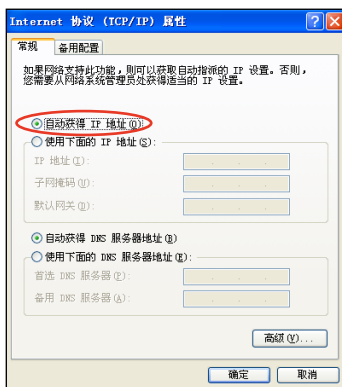 Internet 协议 (TCP/IP) 属性
常规 备用配置
如果网络支持此功能，则可以获取自动指派的 IP 设置。否则，
您需要从网络系统管理员处获得适当的 IP 设置。
自动获得 IP 地址(O)
使用下面的 IP 地址(S):
IP 地址(I):
子网掩码(U):
默认网关(D):
自动获得 DNS 服务器地址(B)
使用下面的 DNS 服务器地址(E):
首选 DNS 服务器(P):
备用 DNS 服务器(A):
高级(V)...
确定 取消